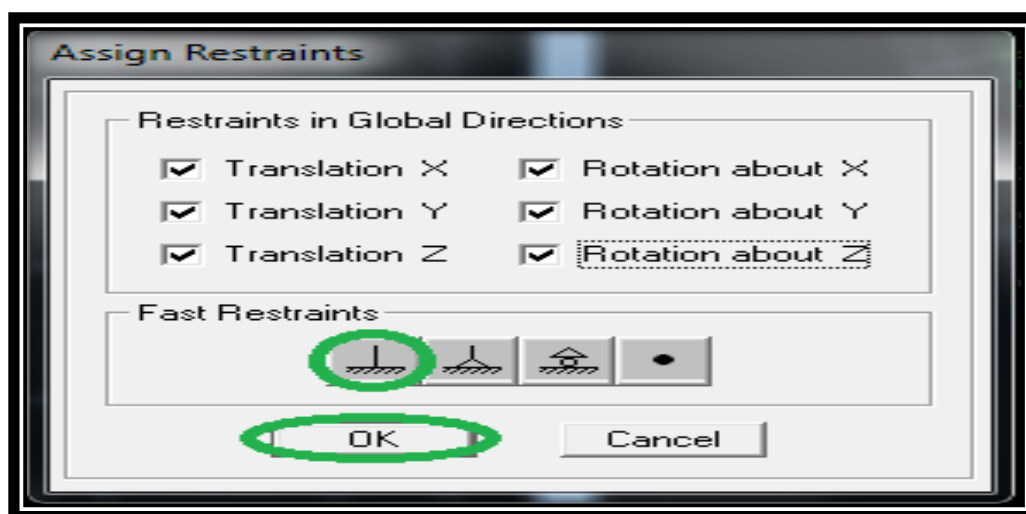 Assign Restraints
Restraints in Global Directions
Translation X Rotation about X
Translation Y Rotation about Y
Translation Z Rotation about Z
Fast Restraints
OK Cancel